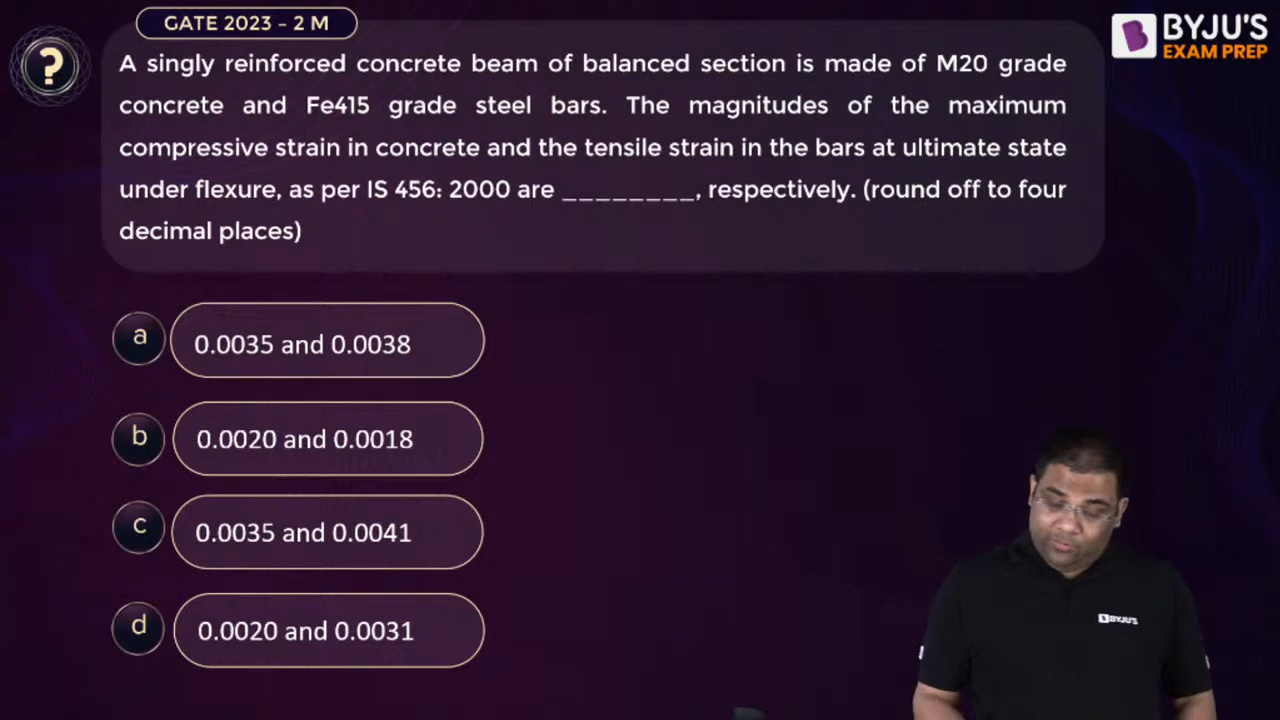 GATE 2023 – 2 M
BYJU'S
EXAM PREP
?
A singly reinforced concrete beam of balanced section is made of M20 grade
concrete and Fe415 grade steel bars. The magnitudes of the maximum
compressive strain in concrete and the tensile strain in the bars at ultimate state
under flexure, as per IS 456: 2000 are ________, respectively. (round off to four
decimal places)
a 0.0035 and 0.0038
b 0.0020 and 0.0018
c 0.0035 and 0.0041
d 0.0020 and 0.0031
BYJU'S